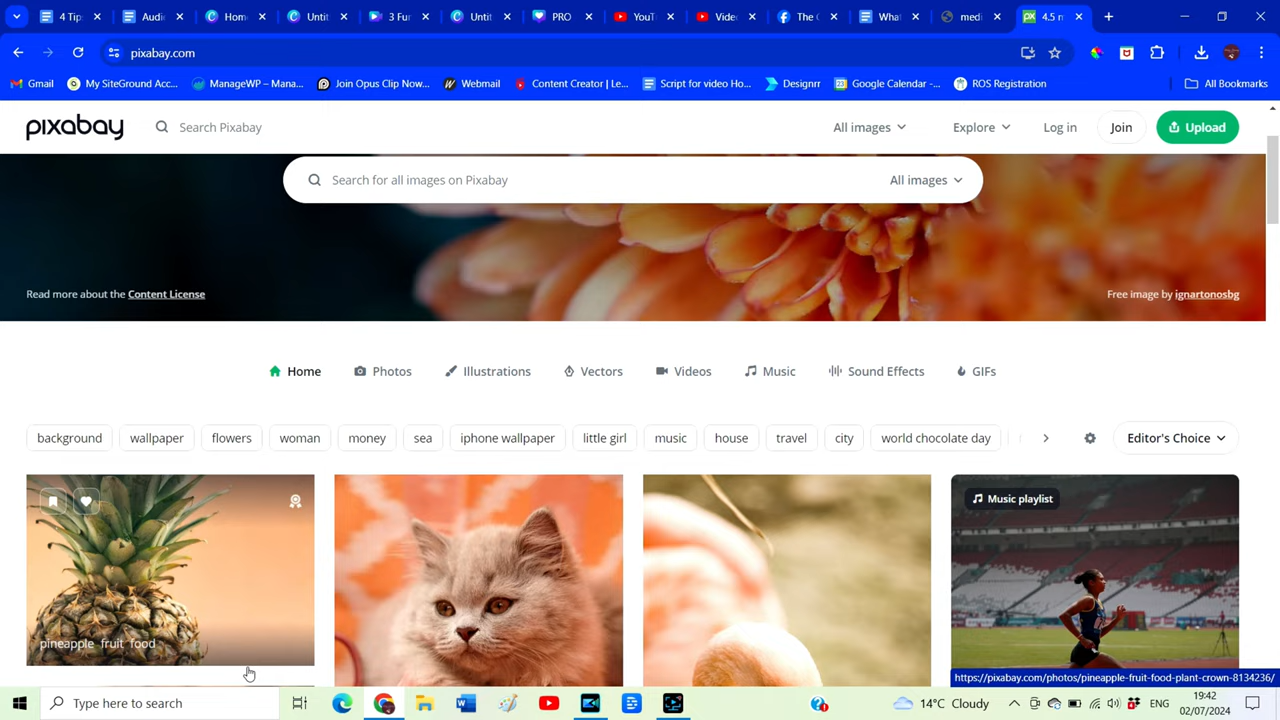 4 Tip
Audi
Hom
Untit
3 Fur
Untit
PRO
YouT
Vide
The C
What
medi
4.5 n
pixabay.com
Gmail
My SiteGround Acc...
ManageWP – Mana...
Join Opus Clip Now...
Webmail
Content Creator | Le...
Script for video Ho...
Designrr
Google Calendar -...
ROS Registration
All Bookmarks
pixabay
Search Pixabay
All images
Explore
Log in
Join
Upload
Search for all images on Pixabay
All images
Read more about the Content License
Free image by ignartonosbg
Home
Photos
Illustrations
Vectors
Videos
Music
Sound Effects
GIFs
background
wallpaper
flowers
woman
money
sea
iphone wallpaper
little girl
music
house
travel
city
world chocolate day
Editor's Choice
Music playlist
pineapple fruit food
https://pixabay.com/photos/pineapple-fruit-food-plant-crown-8134236/
Type here to search
14°C Cloudy
ENG
19:42
02/07/2024